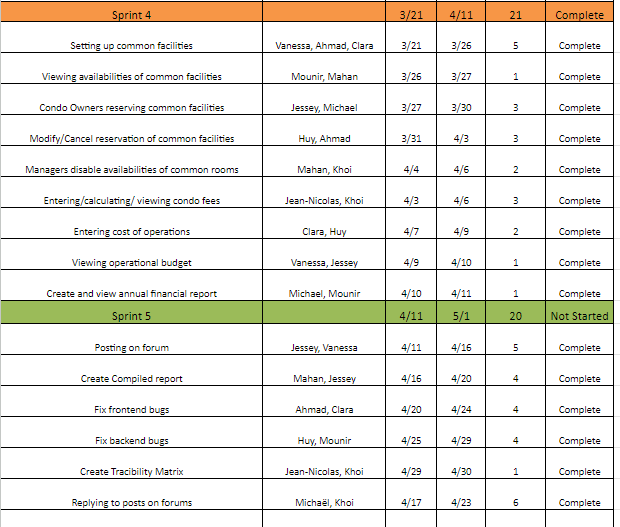 Sprint 4 3/21 4/11 21 Complete
Setting up common facilities Vanessa, Ahmad, Clara 3/21 3/26 5 Complete
Viewing availabilities of common facilities Mounir, Mahan 3/26 3/27 1 Complete
Condo Owners reserving common facilities Jessey, Michael 3/27 3/30 3 Complete
Modify/Cancel reservation of common facilities Huy, Ahmad 3/31 4/3 3 Complete
Managers disable availabilities of common rooms Mahan, Khoi 4/4 4/6 2 Complete
Entering/calculating/ viewing condo fees Jean-Nicolas, Khoi 4/3 4/6 3 Complete
Entering cost of operations Clara, Huy 4/7 4/9 2 Complete
Viewing operational budget Vanessa, Jessey 4/9 4/10 1 Complete
Create and view annual financial report Michael, Mounir 4/10 4/11 1 Complete
Sprint 5 4/11 5/1 20 Not Started
Posting on forum Jessey, Vanessa 4/11 4/16 5 Complete
Create Compiled report Mahan, Jessey 4/16 4/20 4 Complete
Fix frontend bugs Ahmad, Clara 4/20 4/24 4 Complete
Fix backend bugs Huy, Mounir 4/25 4/29 4 Complete
Create Tracibility Matrix Jean-Nicolas, Khoi 4/29 4/30 1 Complete
Replying to posts on forums Michaël, Khoi 4/17 4/23 6 Complete